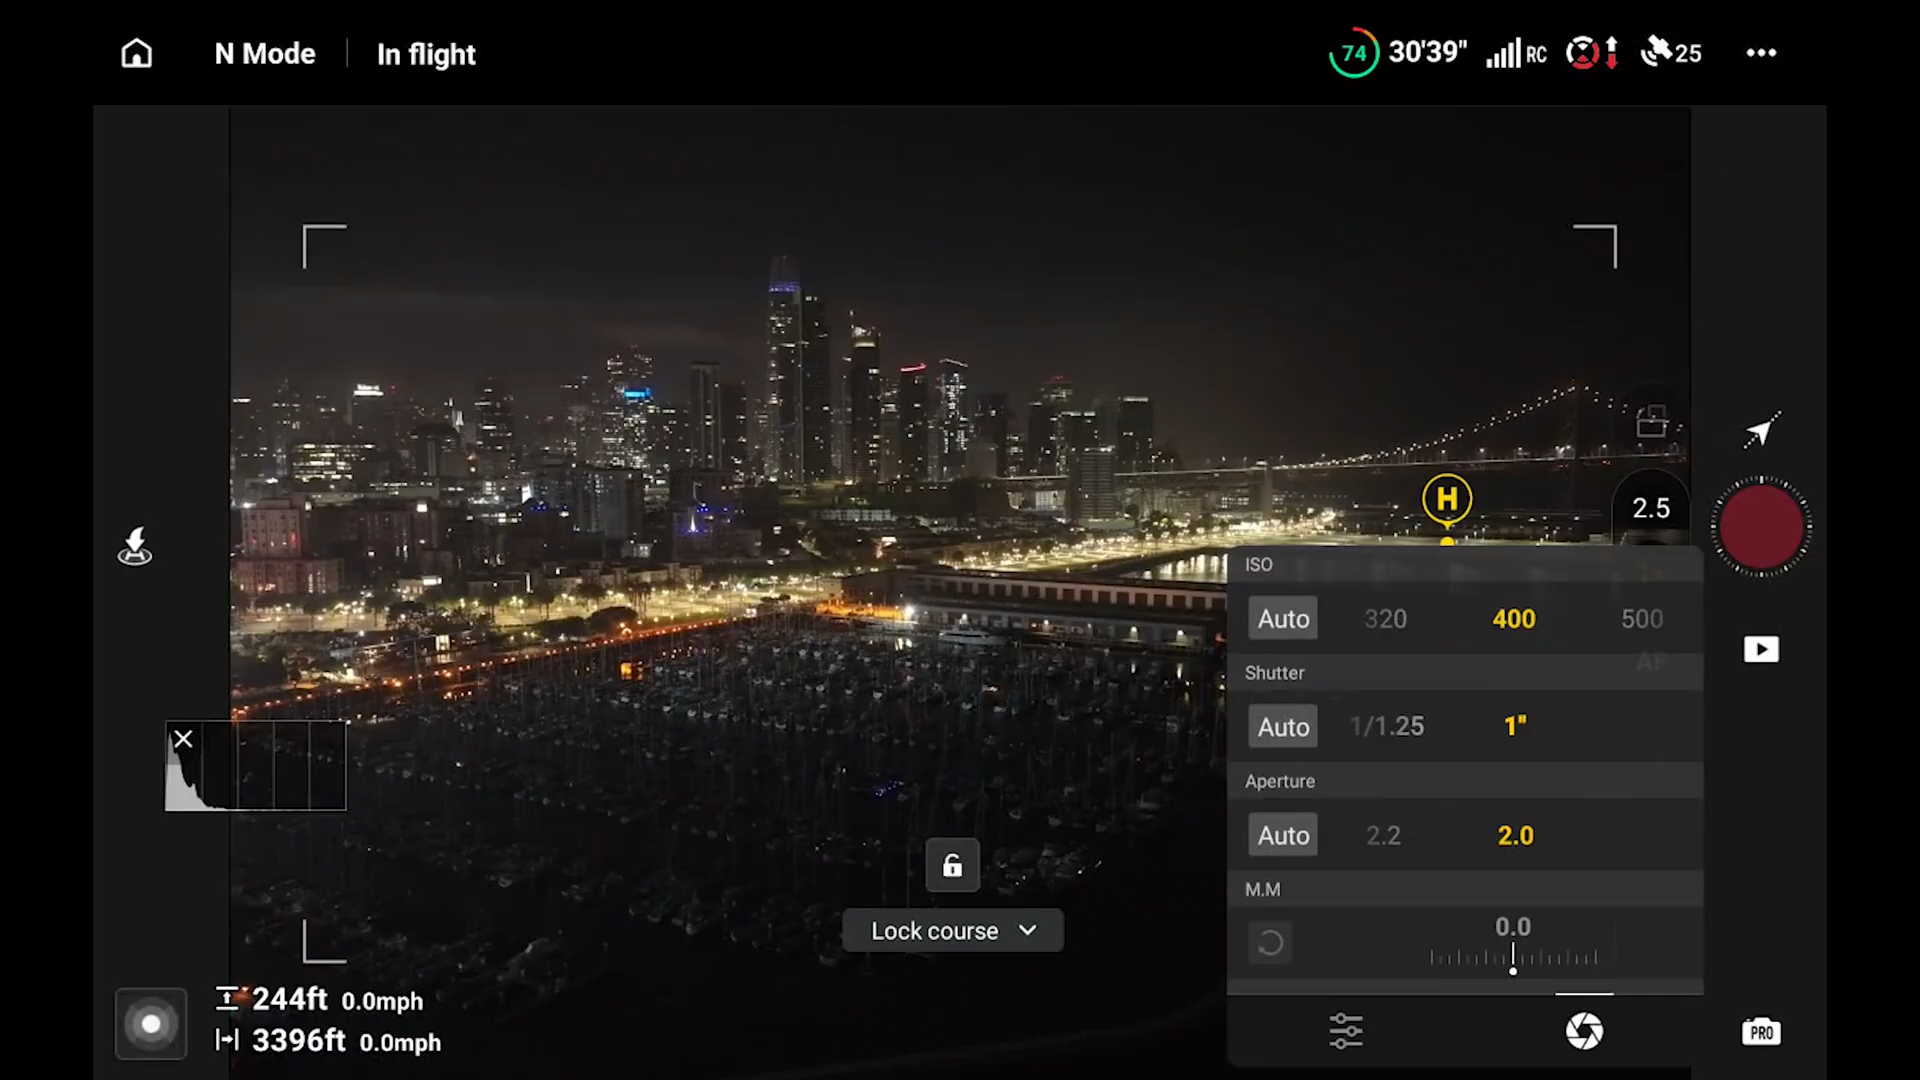 N Mode
In flight
74
30'39"
RC
25
H
2.5
ISO
Auto 320 400 500
AF
Shutter
Auto 1/1.25 1"
Aperture
Auto 2.2 2.0
M.M
0.0
Lock course
244ft 0.0mph
3396ft 0.0mph
PRO